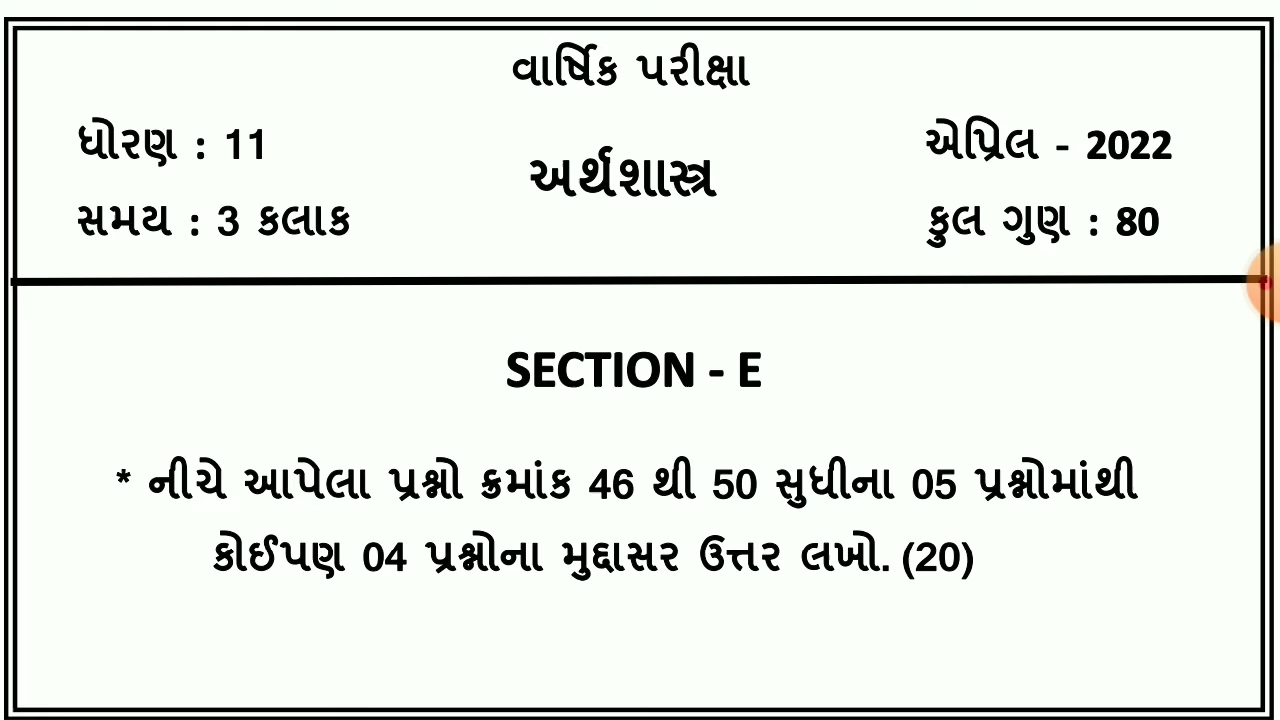 વાર્ષિક પરીક્ષા
ધોરણ : 11
એપ્રિલ - 2022
અર્થશાસ્ત્ર
સમય : 3 કલાક
કુલ ગુણ : 80
SECTION - E
* નીચે આપેલા પ્રશ્નો ક્રમાંક 46 થી 50 સુધીના 05 પ્રશ્નોમાંથી
કોઈપણ 04 પ્રશ્નોના મુદ્દાસર ઉત્તર લખો. (20)